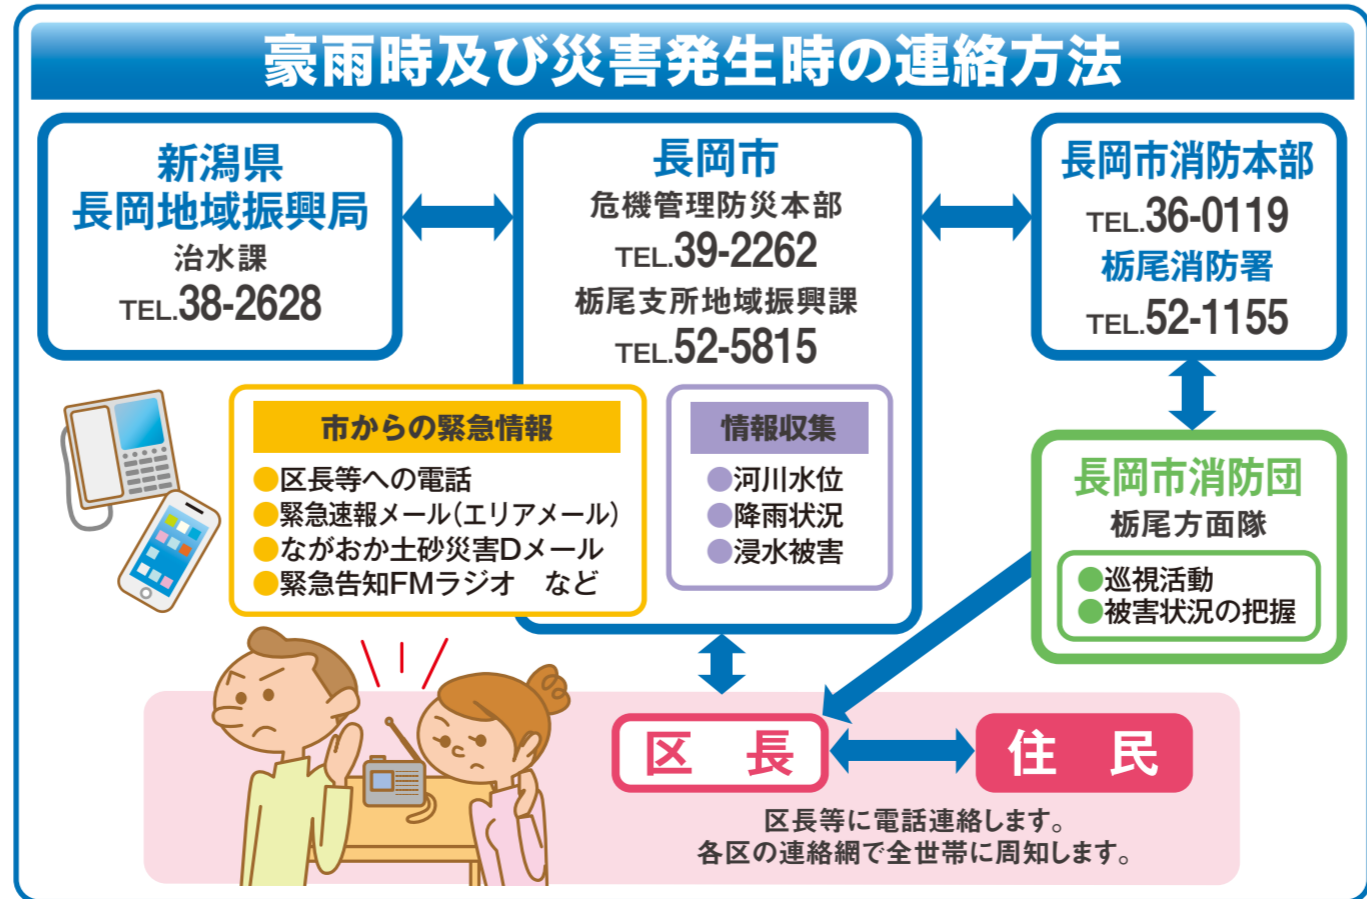 豪雨時及び災害発生時の連絡方法
新潟県
長岡地域振興局
治水課
TEL.38-2628
長岡市
危機管理防災本部
TEL.39-2262
栃尾支所地域振興課
TEL.52-5815
長岡市消防本部
TEL.36-0119
栃尾消防署
TEL.52-1155
市からの緊急情報
●区長等への電話
●緊急速報メール(エリアメール)
●ながおか土砂災害Dメール
●緊急告知FMラジオ　など
情報収集
●河川水位
●降雨状況
●浸水被害
長岡市消防団
栃尾方面隊
●巡視活動
●被害状況の把握
区　長
住　民
区長等に電話連絡します。
各区の連絡網で全世帯に周知します。